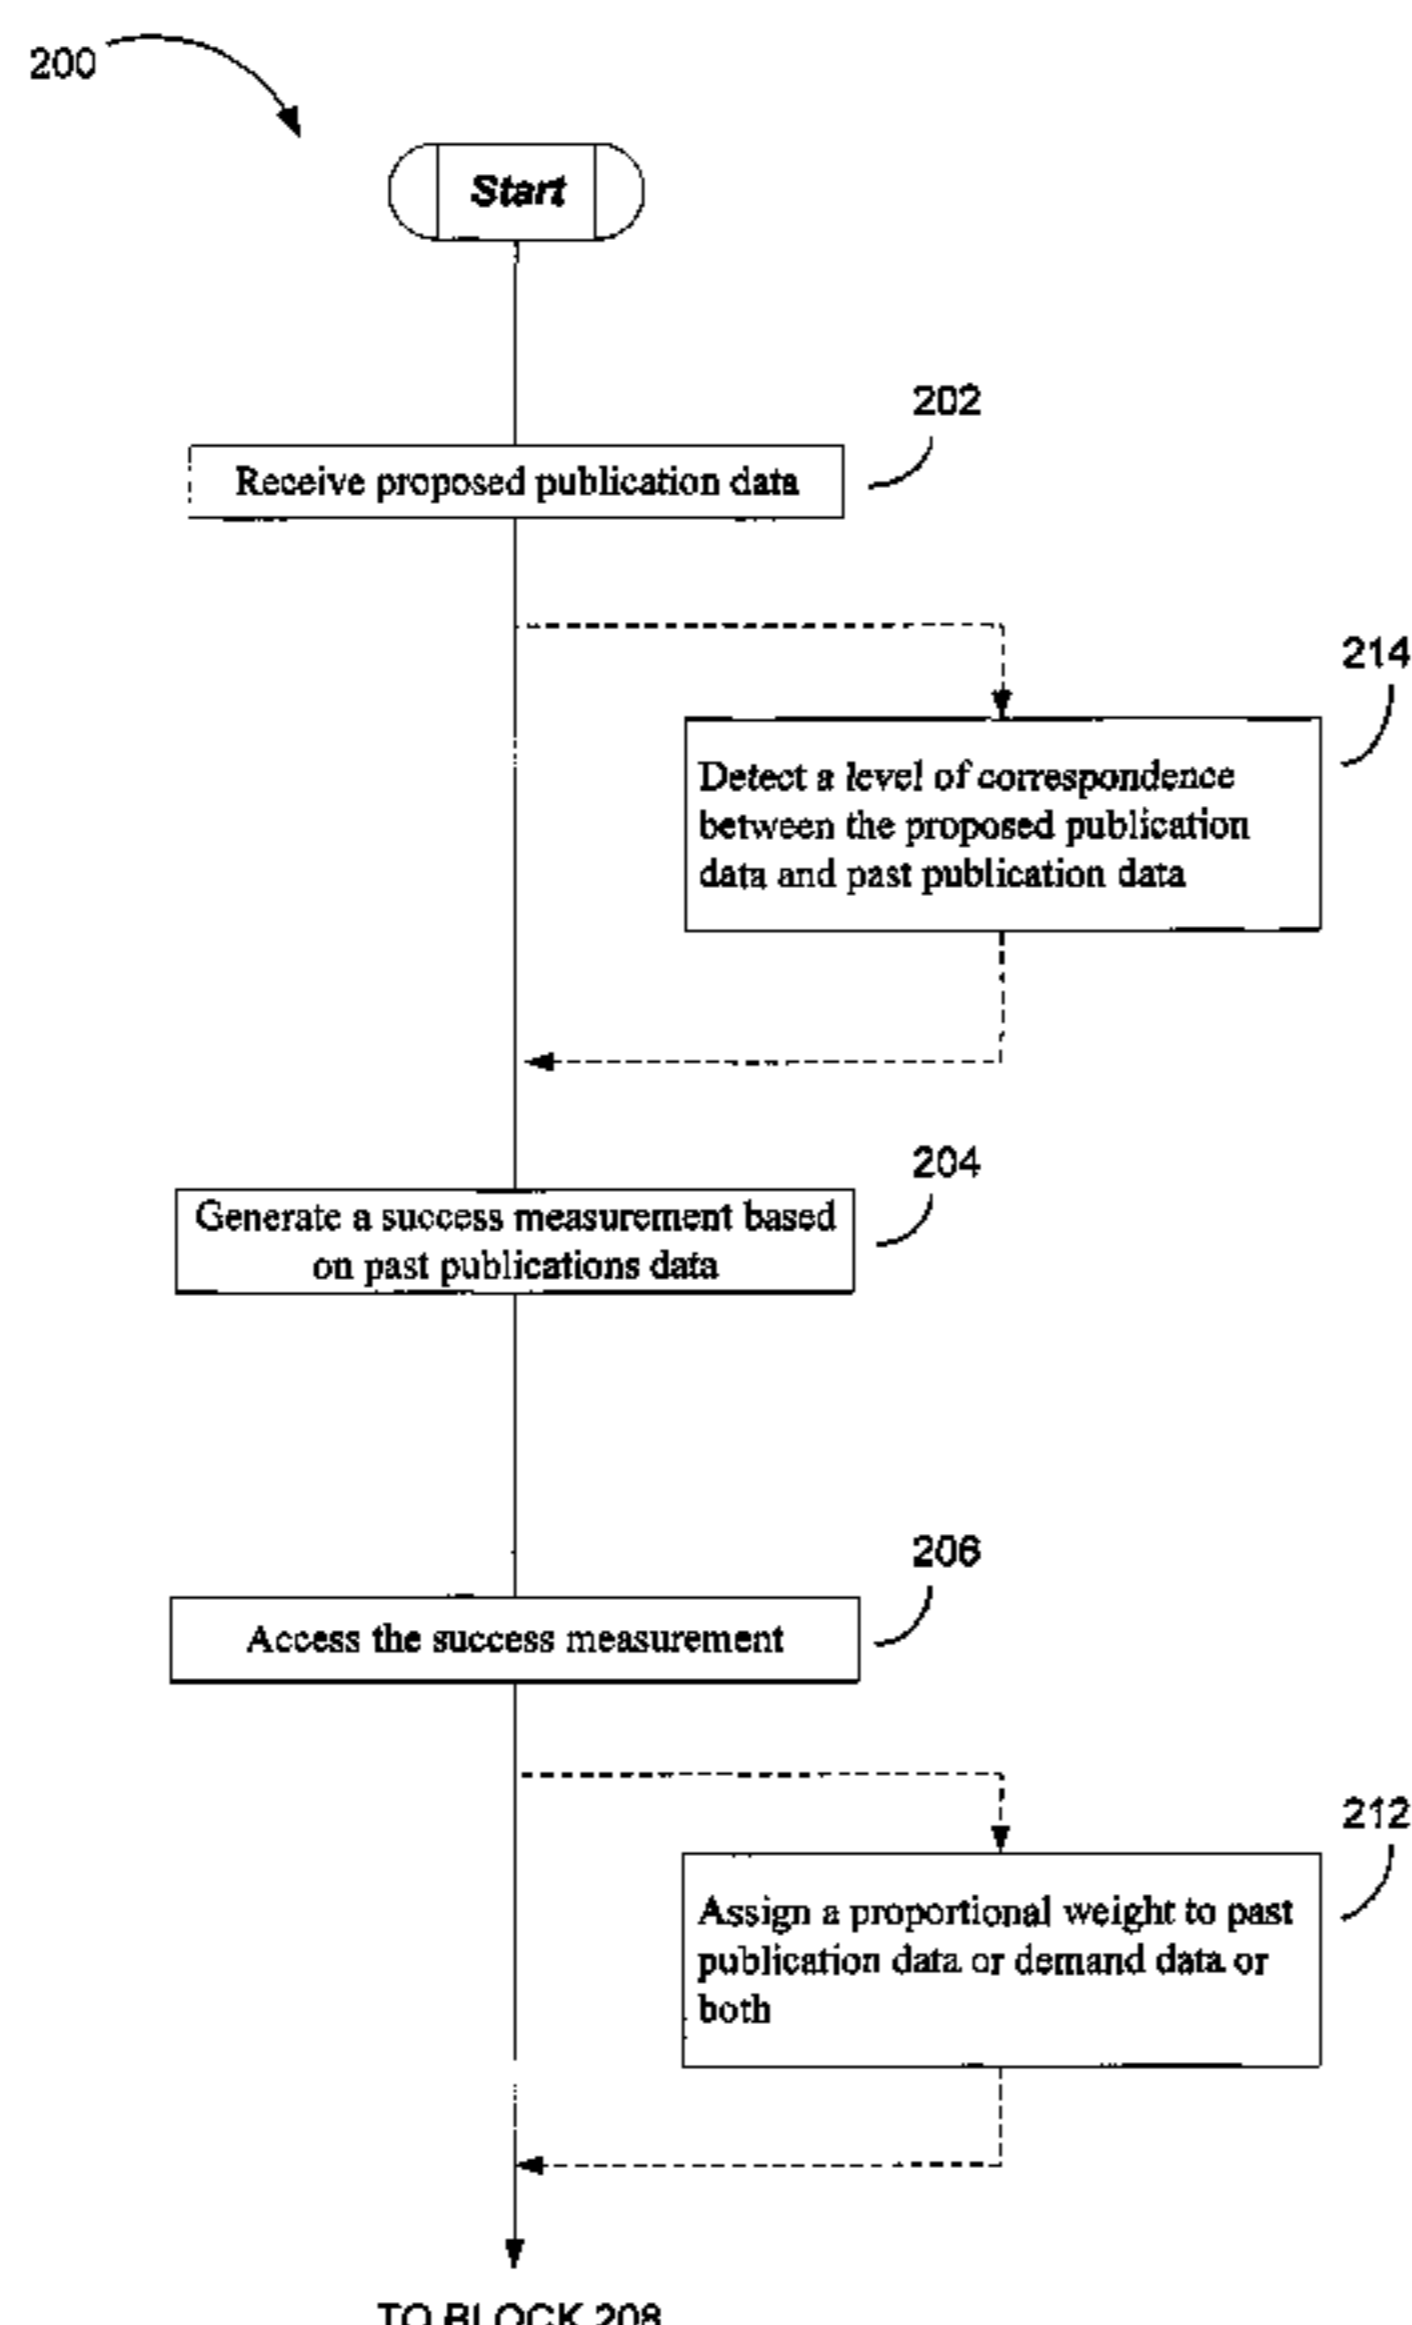 200
Start
202
Receive proposed publication data
214
Detect a level of correspondence
between the proposed publication
data and past publication data
204
Generate a success measurement based
on past publications data
206
Access the success measurement
212
Assign a proportional weight to past
publication data or demand data or
both
TO BLOCK 208